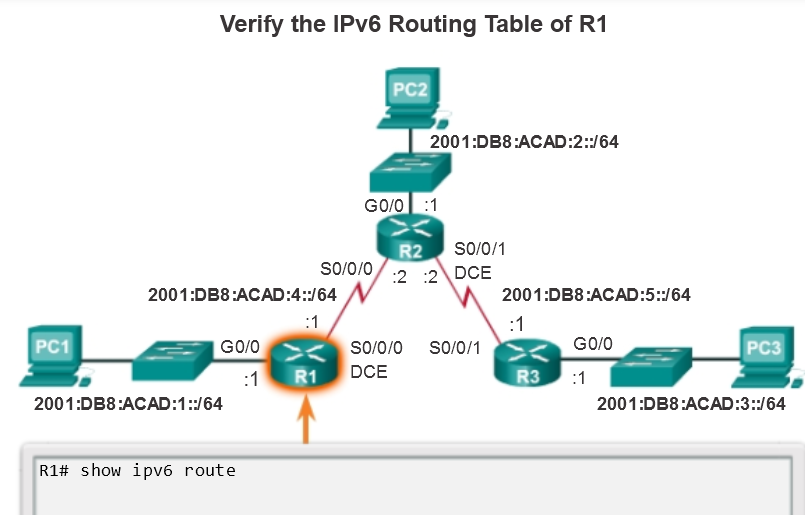 Verify the IPv6 Routing Table of R1
PC2
2001:DB8:ACAD:2::/64
G0/0 :1
R2
S0/0/1
DCE
S0/0/0
:2 :2
2001:DB8:ACAD:4::/64
2001:DB8:ACAD:5::/64
:1
:1
PC1
G0/0
S0/0/0
DCE
S0/0/1
G0/0
PC3
:1
R1
R3
:1
2001:DB8:ACAD:1::/64
2001:DB8:ACAD:3::/64
R1# show ipv6 route